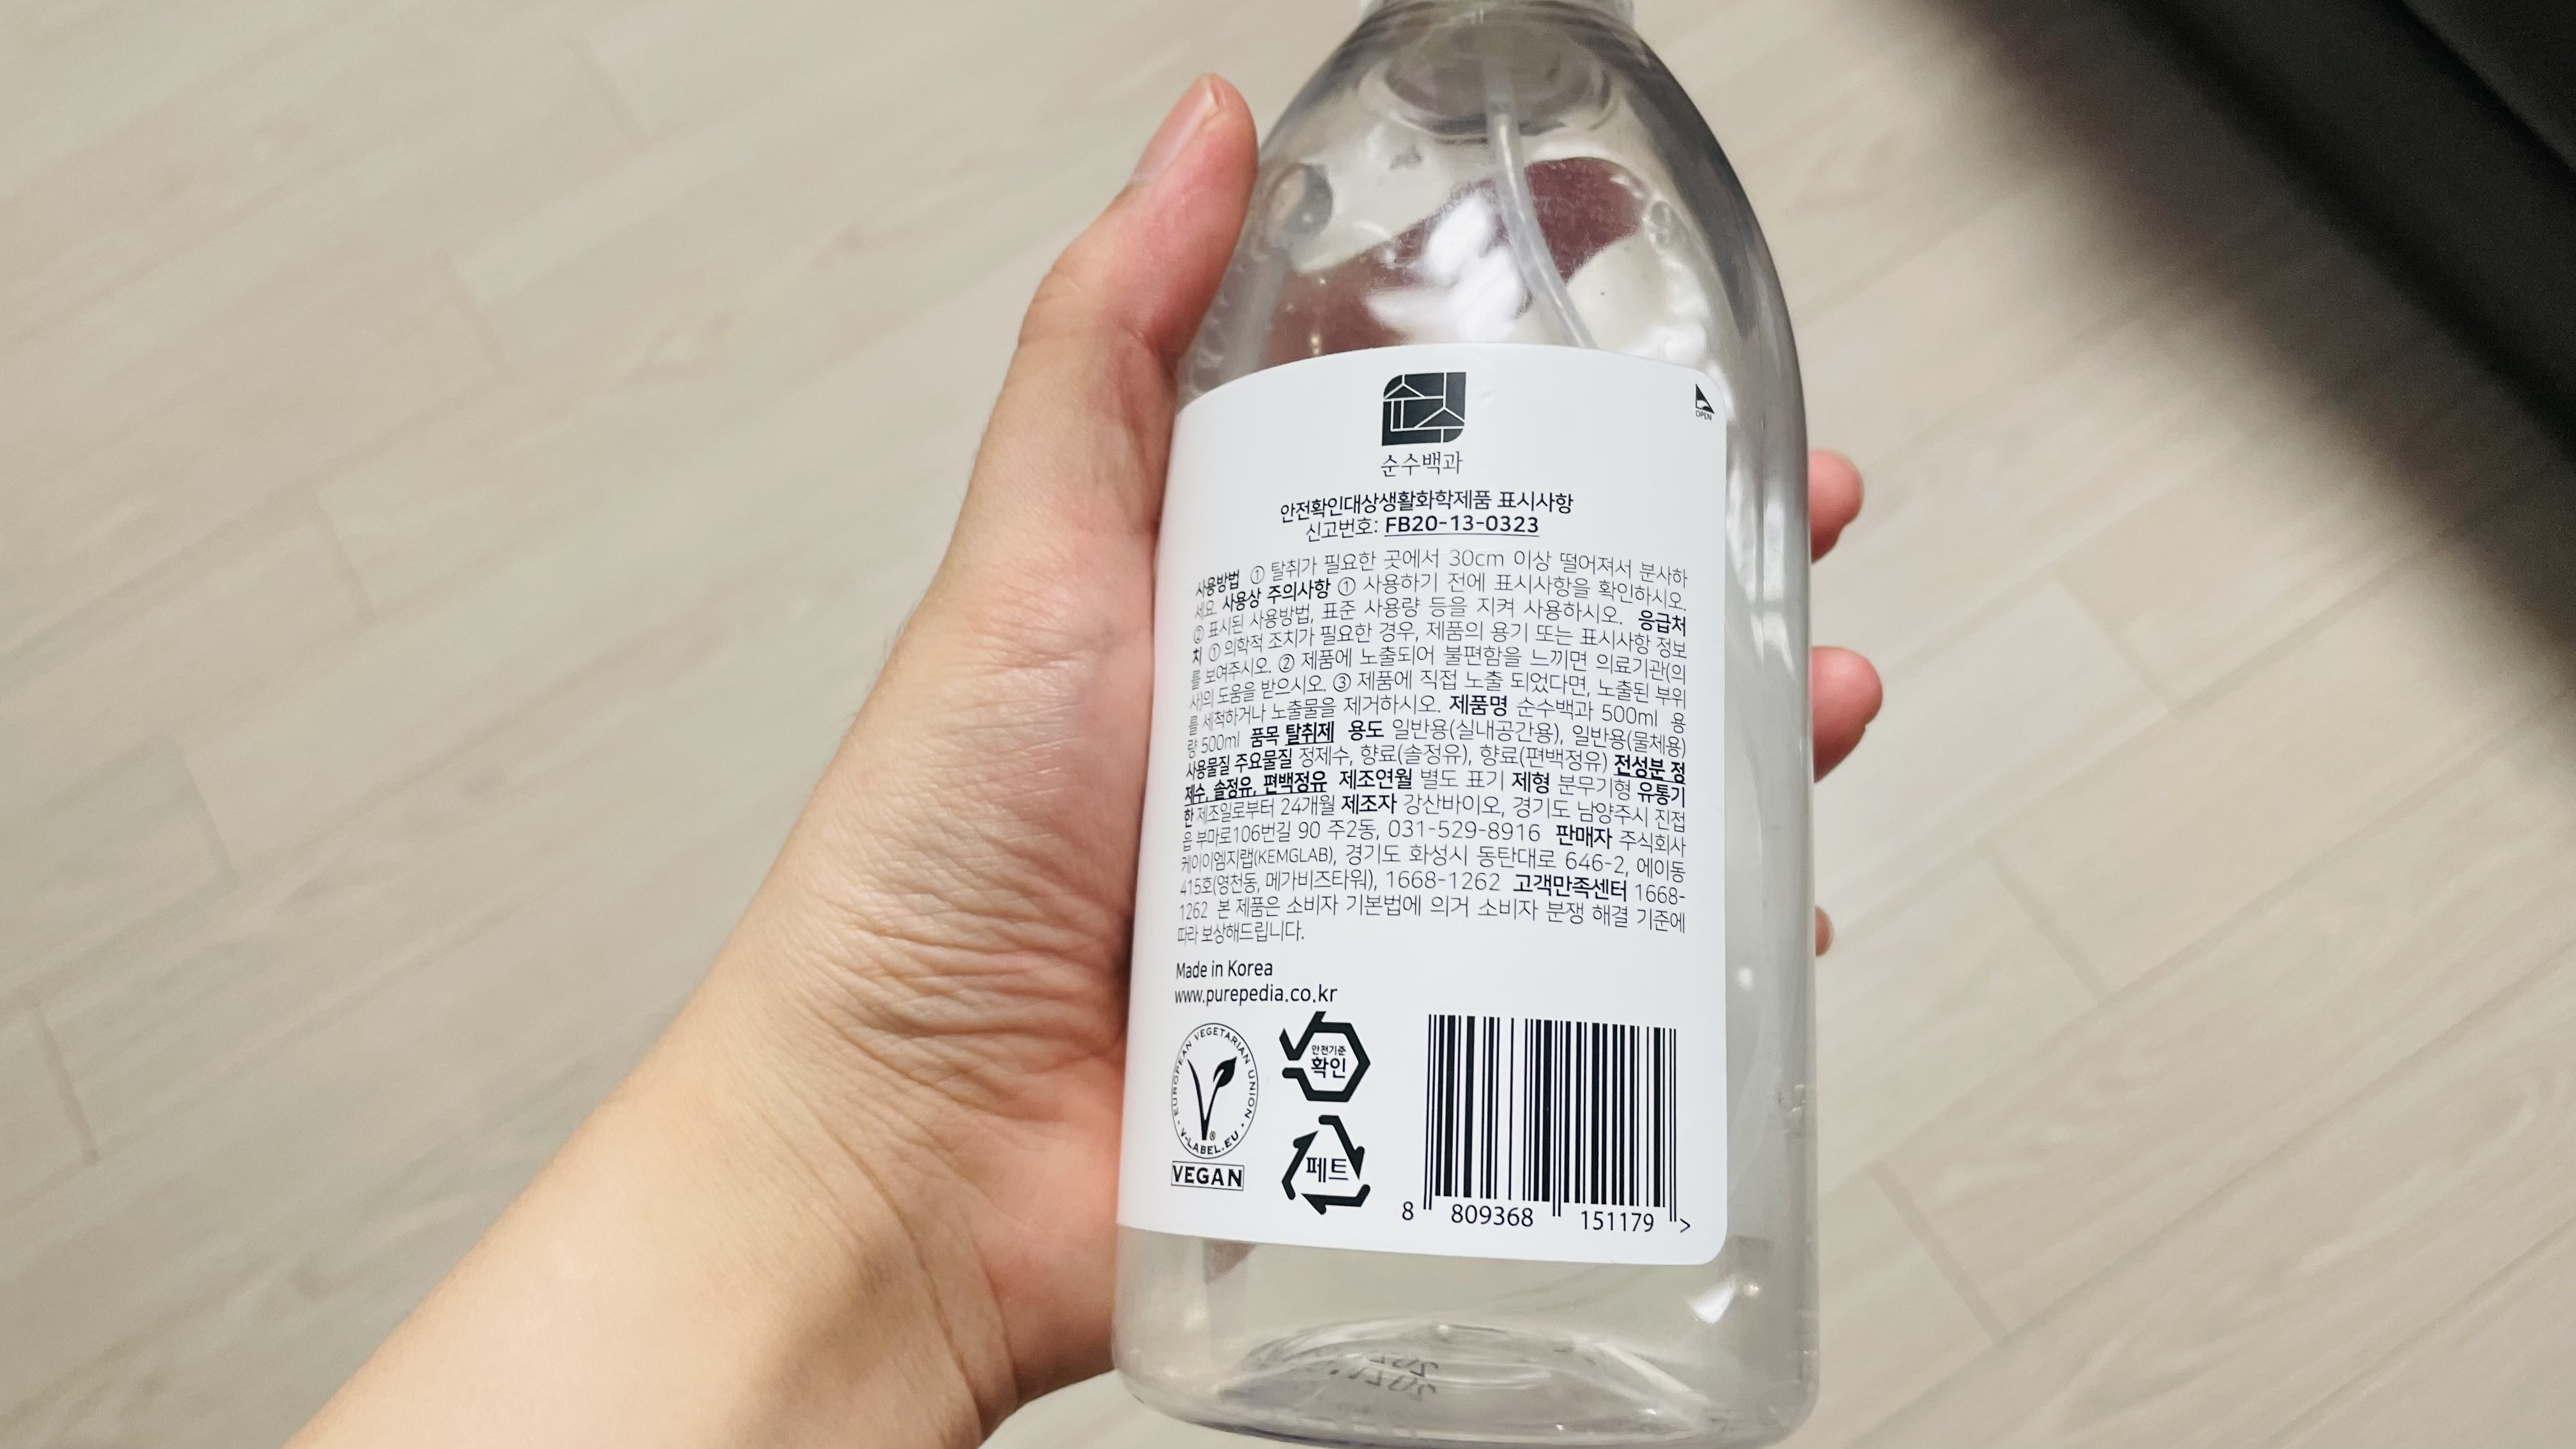 순수백과
OPEN
안전확인대상생활화학제품 표시사항
신고번호: FB20-13-0323
사용방법 ① 탈취가 필요한 곳에서 30cm 이상 떨어져서 분사하
세요. 사용상 주의사항 ① 사용하기 전에 표시사항을 확인하시오.
② 표시된 사용방법, 표준 사용량 등을 지켜 사용하시오. 응급처
치 ① 의학적 조치가 필요한 경우, 제품의 용기 또는 표시사항 정보
를 보여주시오. ② 제품에 노출되어 불편함을 느끼면 의료기관(의
사)의 도움을 받으시오. ③ 제품에 직접 노출 되었다면, 노출된 부위
를 세척하거나 노출물을 제거하시오. 제품명 순수백과 500ml 용
량 500ml 품목 탈취제 용도 일반용(실내공간용), 일반용(물체용)
사용물질 주요물질 정제수, 향료(솔정유), 향료(편백정유) 전성분 정
제수, 솔정유, 편백정유 제조연월 별도 표기 제형 분무기형 유통기
한 제조일로부터 24개월 제조자 강산바이오, 경기도 남양주시 진접
읍 부마로106번길 90 주2동, 031-529-8916 판매자 주식회사
케이이엠지랩(KEMGLAB), 경기도 화성시 동탄대로 646-2, 에이동
415호(영천동, 메가비즈타워), 1668-1262 고객만족센터 1668-
1262 본 제품은 소비자 기본법에 의거 소비자 분쟁 해결 기준에
따라 보상해드립니다.
Made in Korea
www.purepedia.co.kr
EUROPEAN VEGETARIAN UNION
V-LABEL.EU
VEGAN
안전기준
확인
페트
8 809368 151179 >